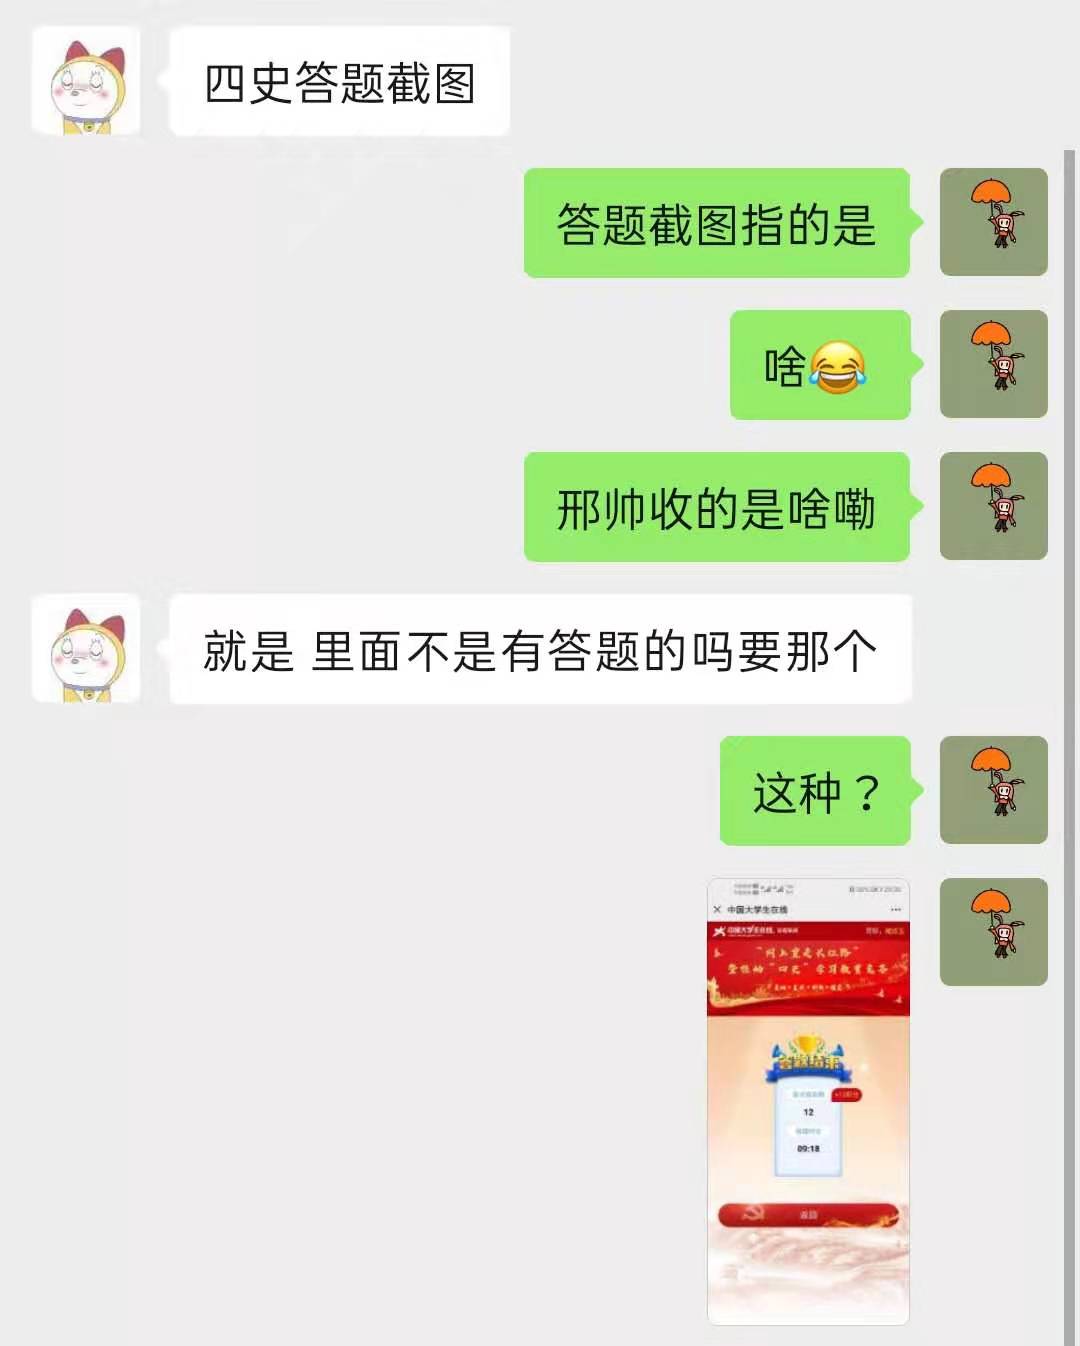 四史答题截图
答题截图指的是
啥😂
邢帅收的是啥嘞
就是 里面不是有答题的吗要那个
这种？
中国大学生在线
“网上重走长征路”
暨推动“四史”学习教育竞答
12
09:18
返回